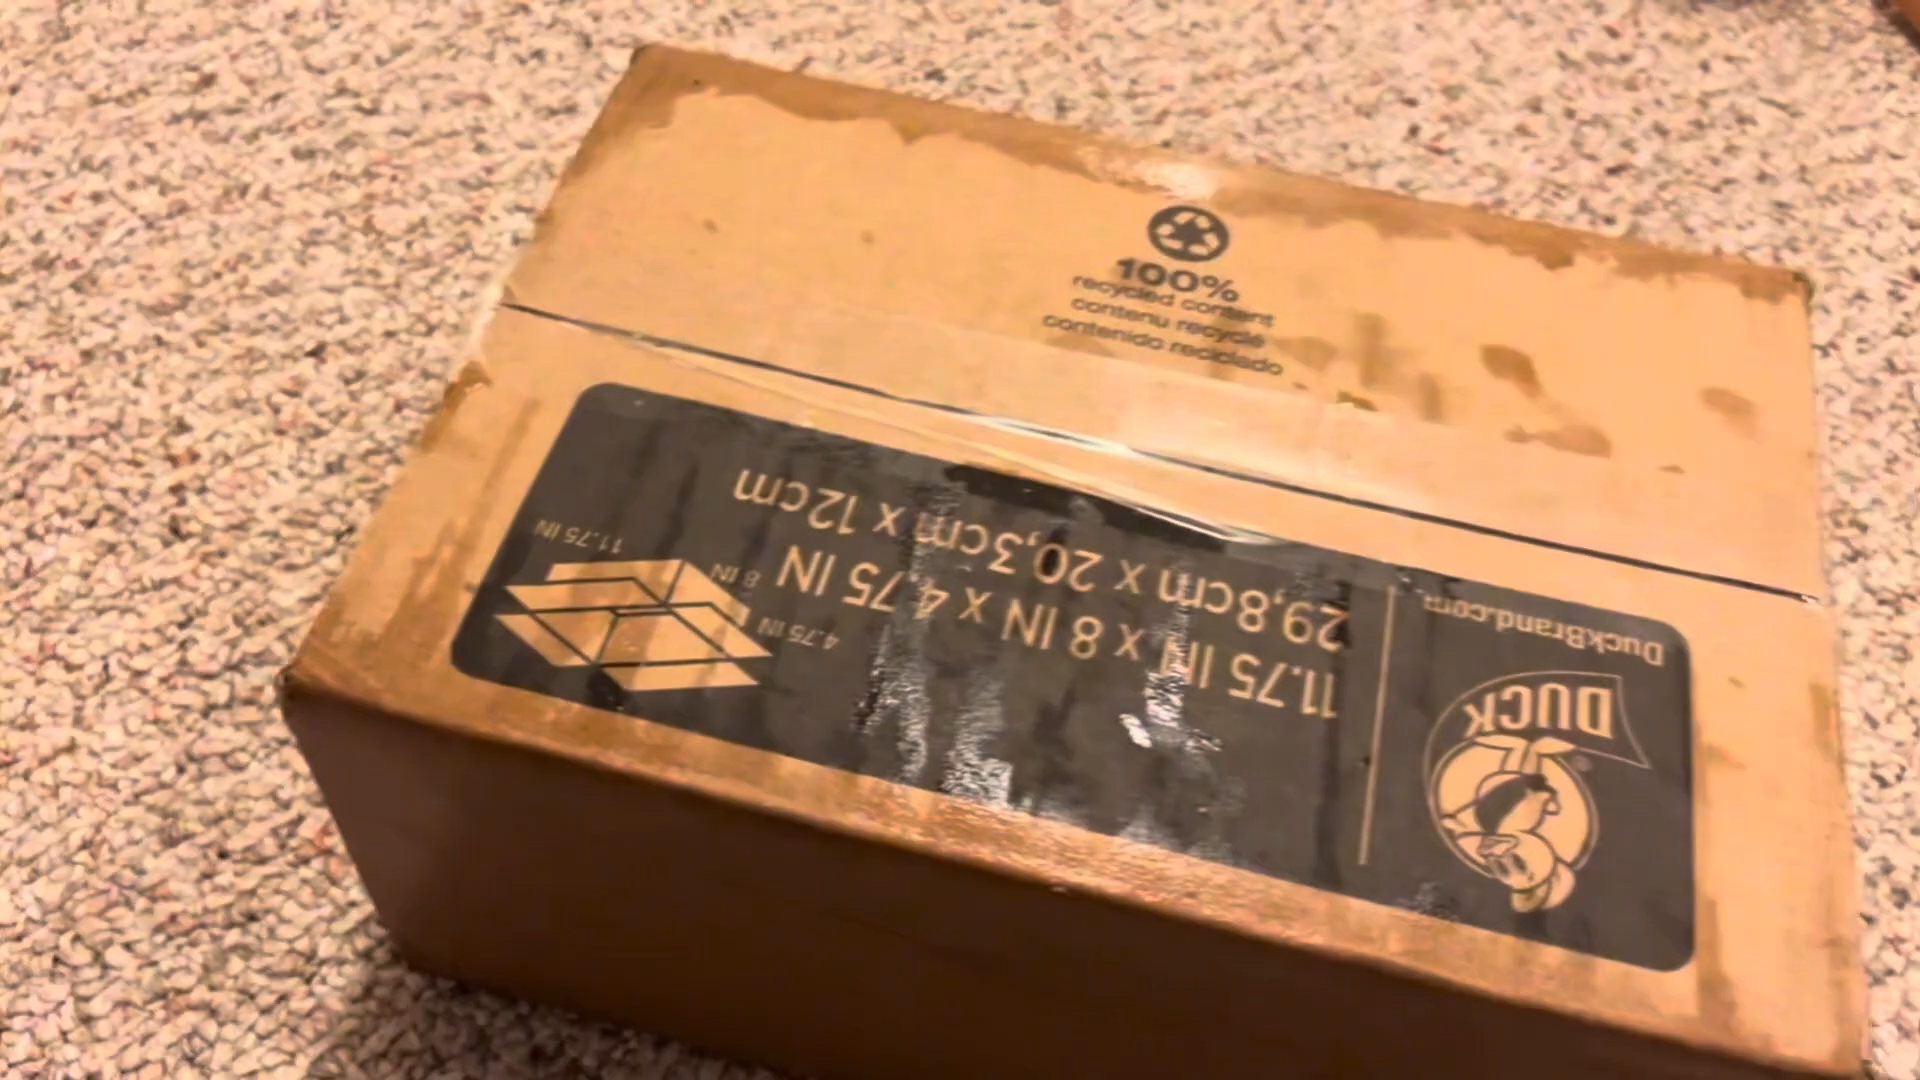 100%
recycled content
contenu recyclé
contenido reciclado
DUCK
®
DuckBrand.com
11.75 IN x 8 IN x 4.75 IN
29,8cm x 20,3cm x 12cm
4.75 IN
8 IN
11.75 IN